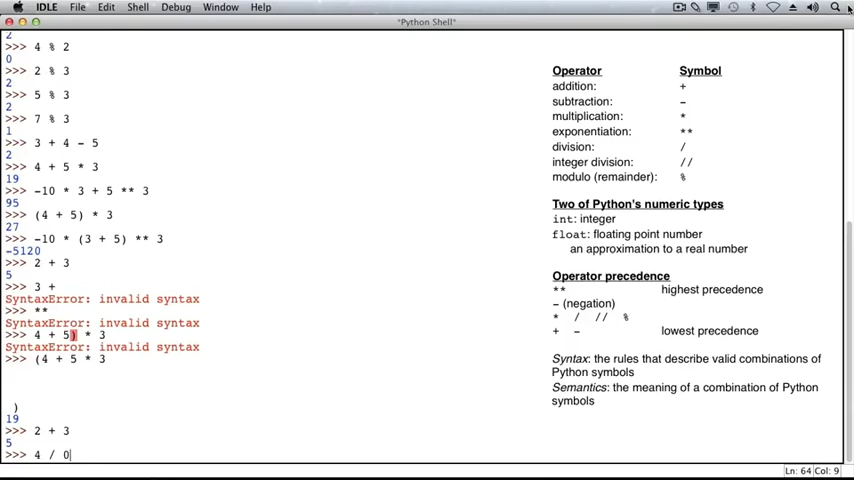 IDLE File Edit Shell Debug Window Help
*Python Shell*
2
>>> 4 % 2
0
>>> 2 % 3
2
>>> 5 % 3
2
>>> 7 % 3
1
>>> 3 + 4 - 5
2
>>> 4 + 5 * 3
19
>>> -10 * 3 + 5 ** 3
95
>>> (4 + 5) * 3
27
>>> -10 * (3 + 5) ** 3
-5120
>>> 2 + 3
5
>>> 3 +
SyntaxError: invalid syntax
>>> **
SyntaxError: invalid syntax
>>> 4 + 5) * 3
SyntaxError: invalid syntax
>>> (4 + 5 * 3
)
19
>>> 2 + 3
5
>>> 4 / 0
Operator Symbol
addition: +
subtraction: -
multiplication: *
exponentiation: **
division: /
integer division: //
modulo (remainder): %
Two of Python's numeric types
int: integer
float: floating point number
an approximation to a real number
Operator precedence
** highest precedence
- (negation)
* / // %
+ - lowest precedence
Syntax: the rules that describe valid combinations of
Python symbols
Semantics: the meaning of a combination of Python
symbols
Ln: 64 Col: 9